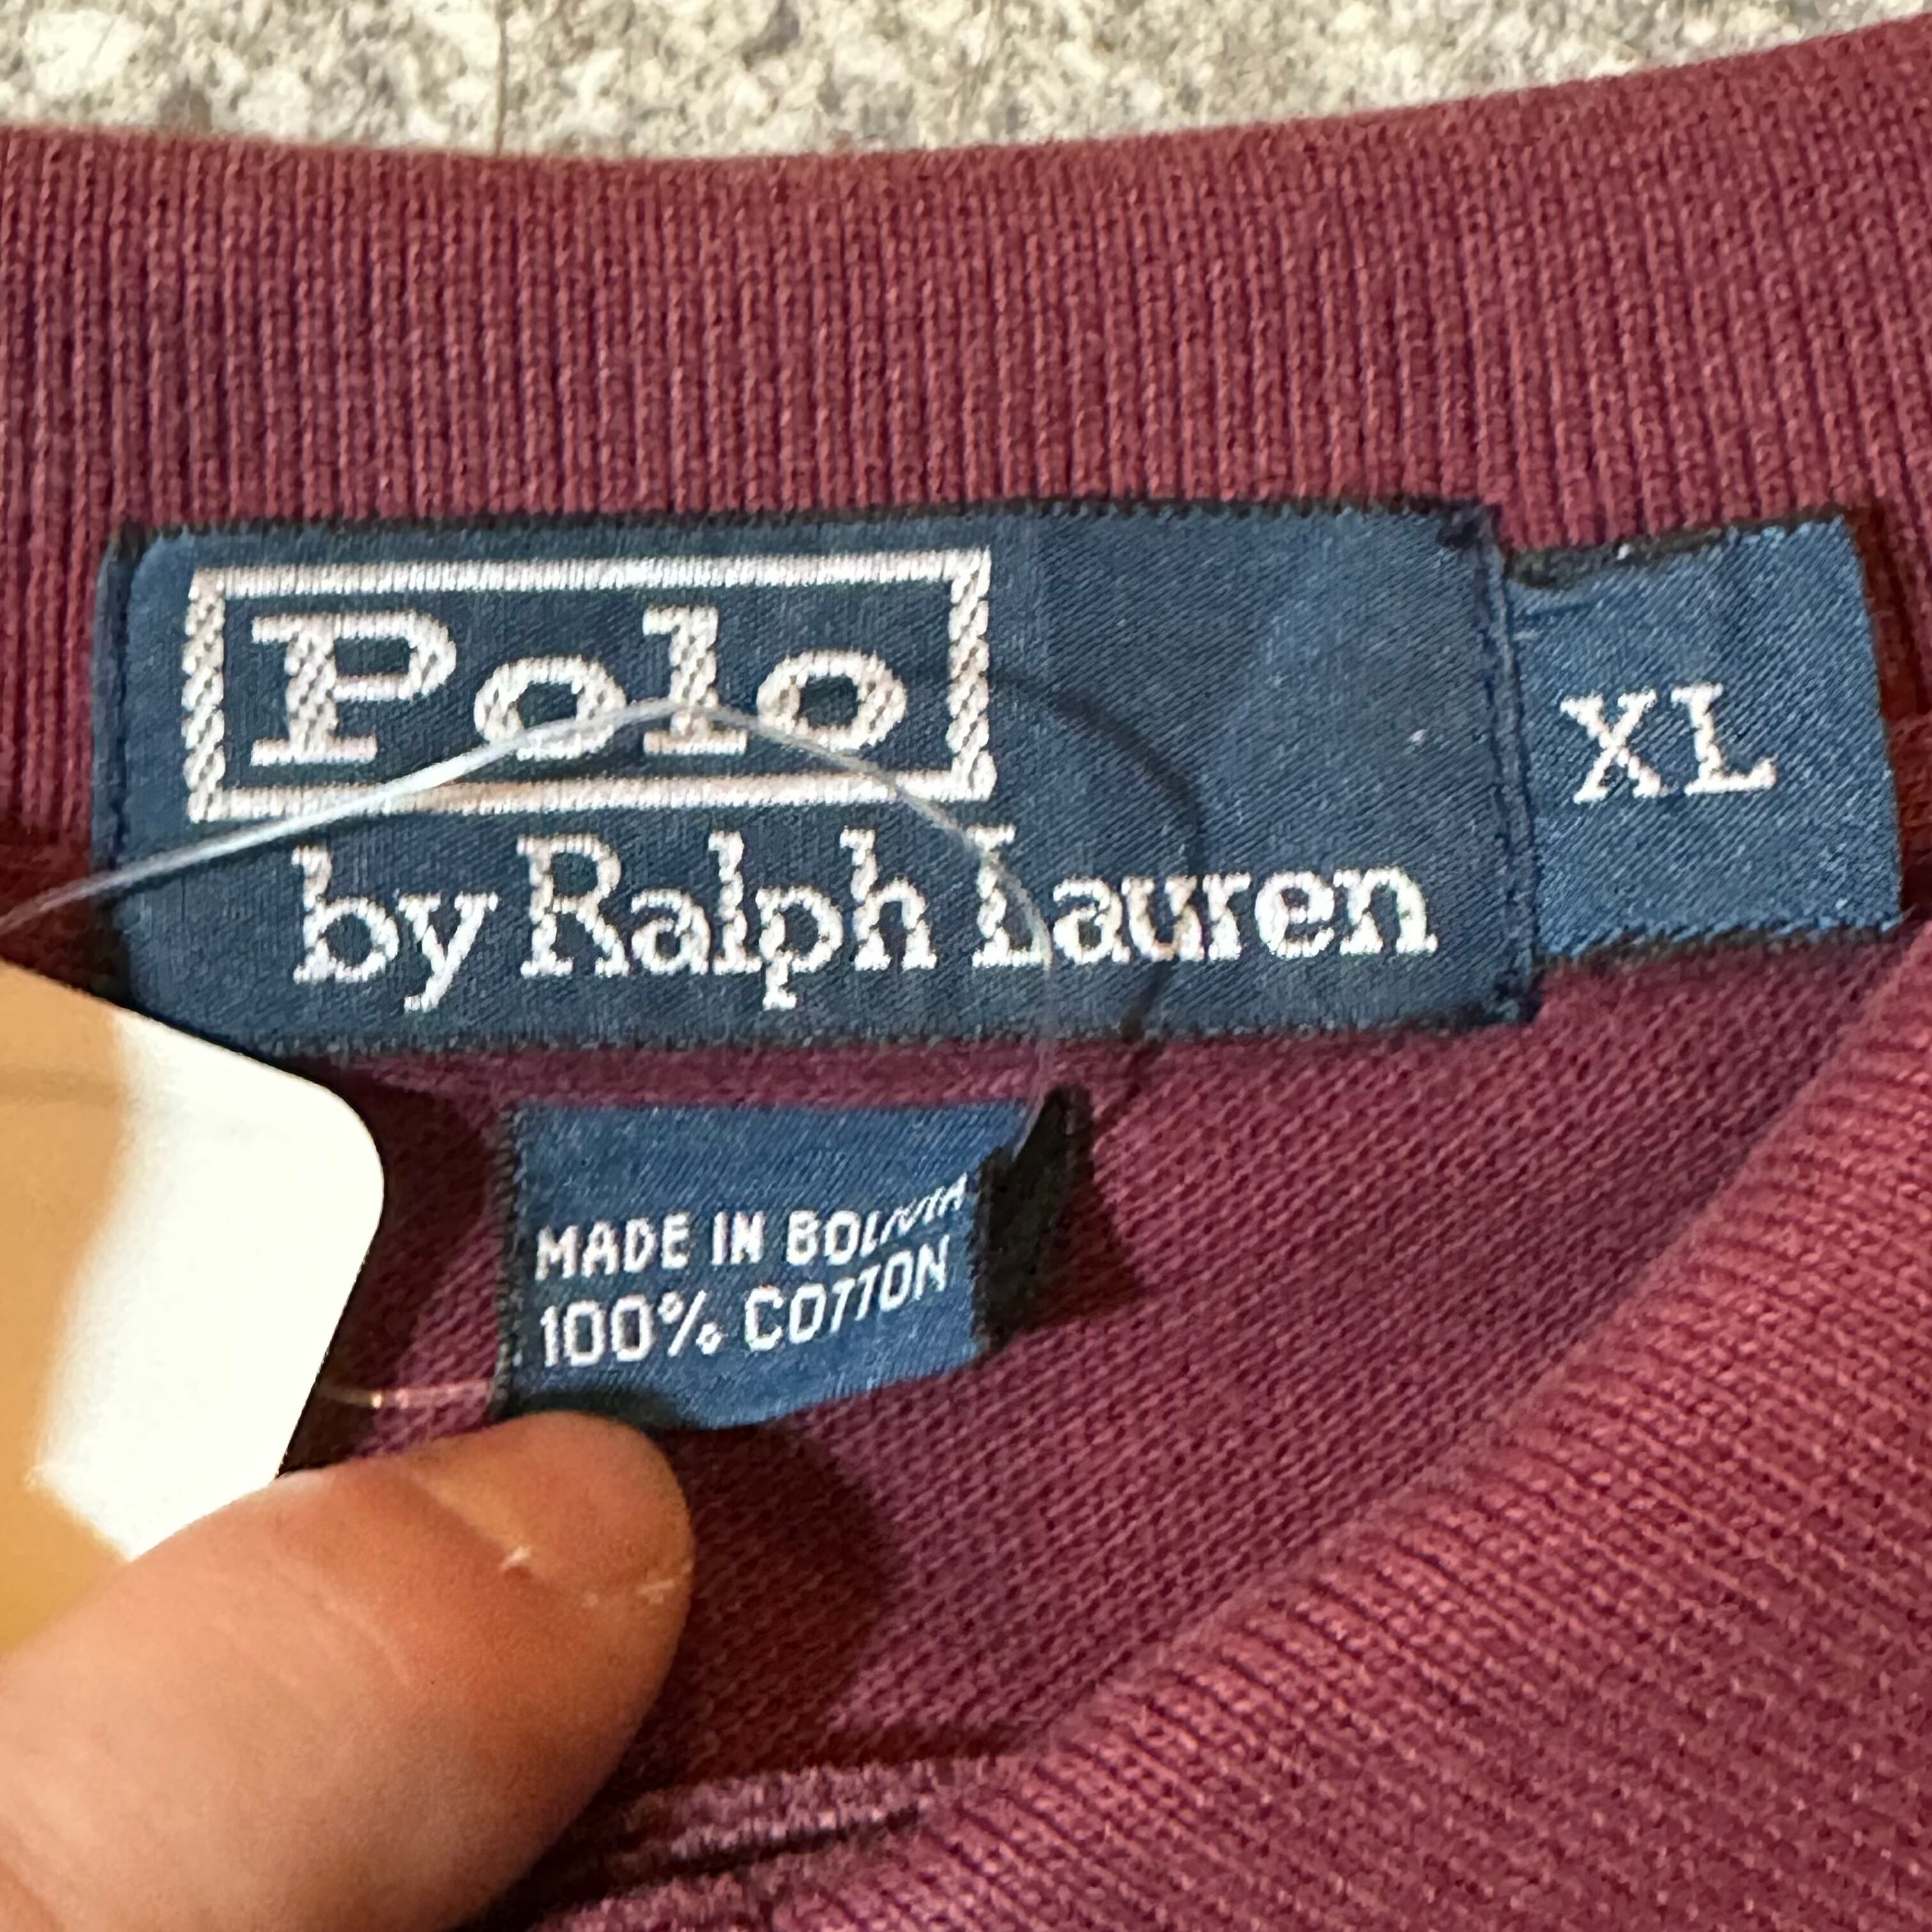 Polo
by Ralph Lauren
XL
MADE IN BOLIVIA
100% COTTON